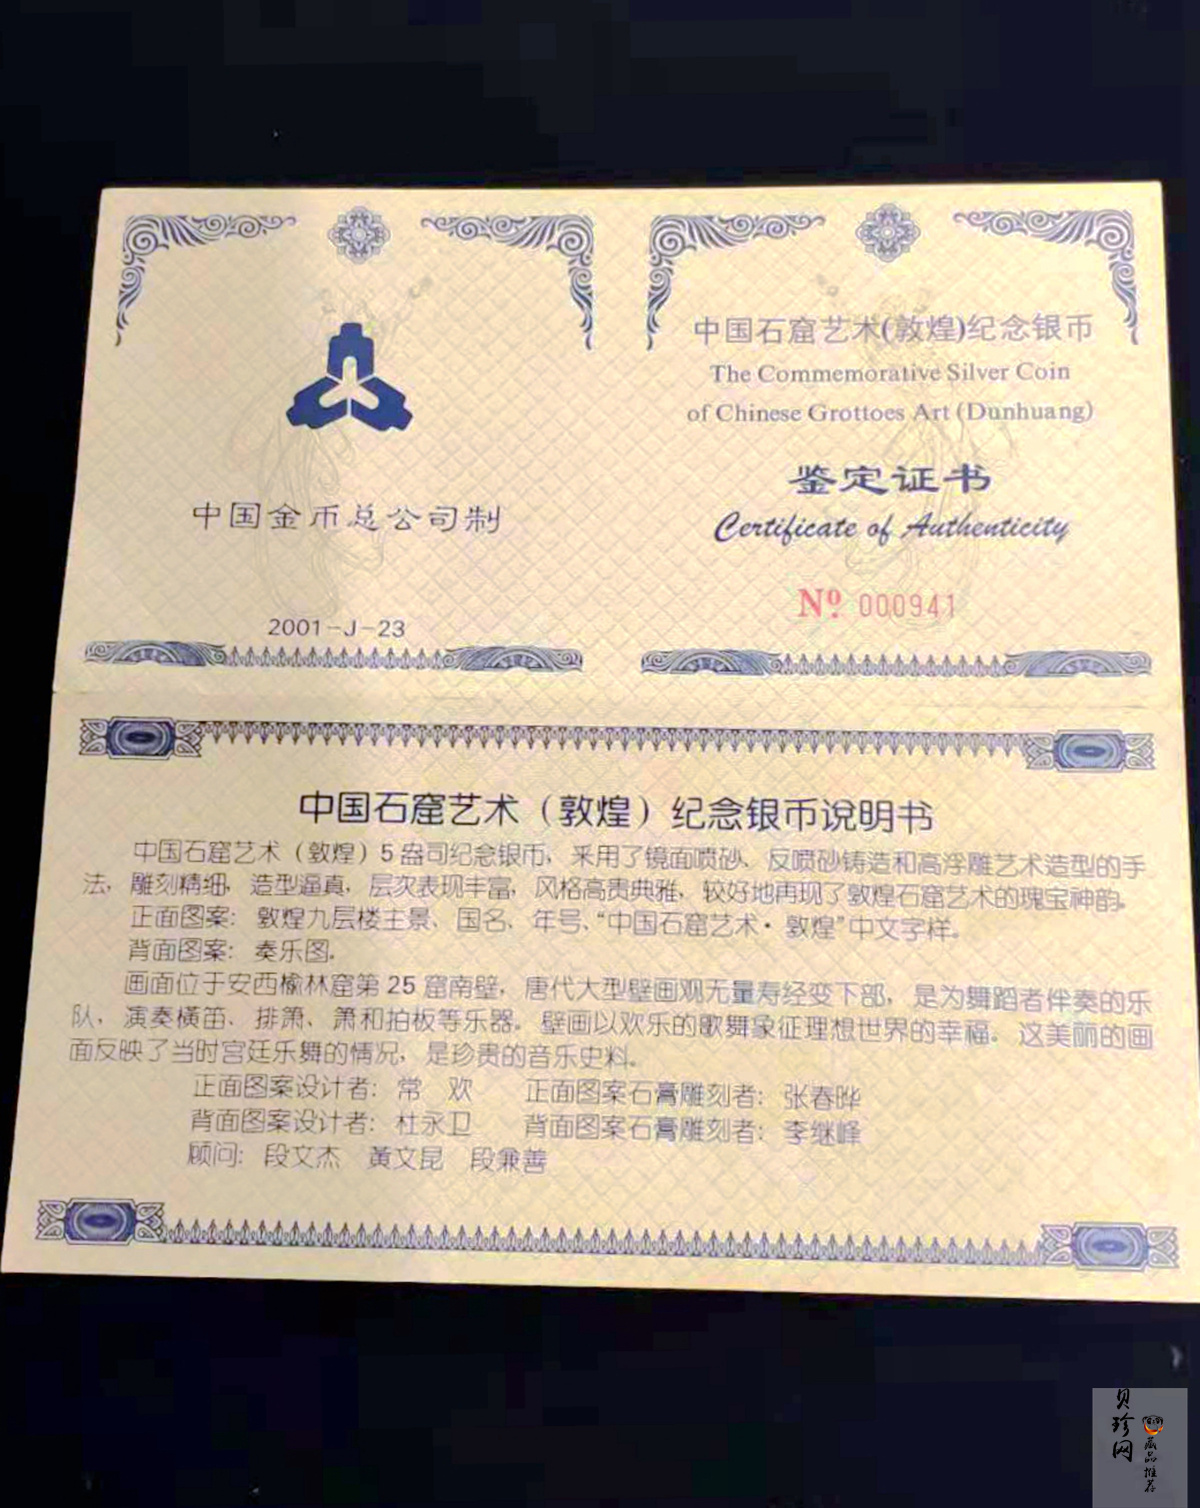 中国金币总公司制
2001-J-23
中国石窟艺术(敦煌)纪念银币
The Commemorative Silver Coin
of Chinese Grottoes Art (Dunhuang)
鉴定证书
Certificate of Authenticity
Nº 000941
中国石窟艺术（敦煌）纪念银币说明书
中国石窟艺术（敦煌）5盎司纪念银币，采用了镜面喷砂、反喷砂铸造和高浮雕艺术造型的手
法，雕刻精细，造型逼真，层次表现丰富，风格高贵典雅，较好地再现了敦煌石窟艺术的瑰宝神韵。
正面图案：敦煌九层楼主景、国名、年号、“中国石窟艺术·敦煌”中文字样。
背面图案：奏乐图。
画面位于安西榆林窟第25窟南壁，唐代大型壁画观无量寿经变下部，是为舞蹈者伴奏的乐
队，演奏横笛、排箫、箫和拍板等乐器。壁画以欢乐的歌舞象征理想世界的幸福。这美丽的画
面反映了当时宫廷乐舞的情况，是珍贵的音乐史料。
正面图案设计者：常 欢 正面图案石膏雕刻者：张春晔
背面图案设计者：杜永卫 背面图案石膏雕刻者：李继峰
顾问：段文杰 黄文昆 段兼善
贝珍网
藏品推荐